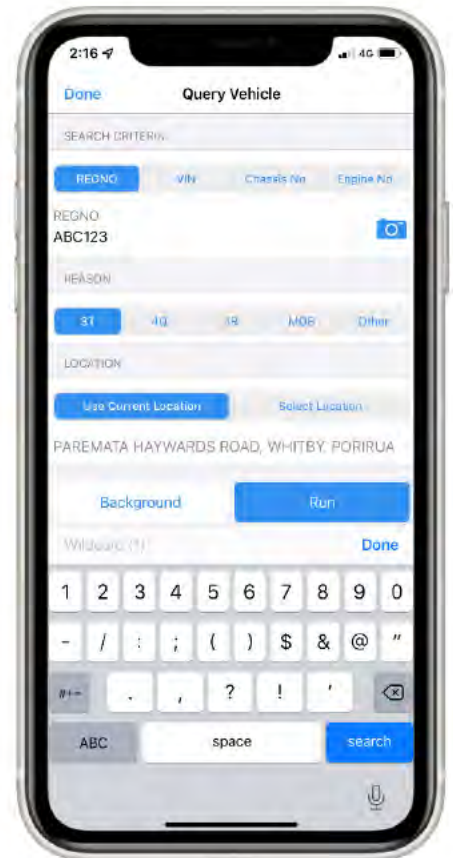 2:16 4G
Done Query Vehicle
SEARCH CRITERIA
REGNO VIN Chassis No Engine No
REGNO
ABC123
REASON
3T 4Q 1R MOB Other
LOCATION
Use Current Location Select Location
PAREMATA HAYWARDS ROAD, WHITBY, PORIRUA
Background Run
Wildcard (*) Done
1 2 3 4 5 6 7 8 9 0
- / : ; ( ) $ & @ "
#+= . , ? ! '
ABC space search